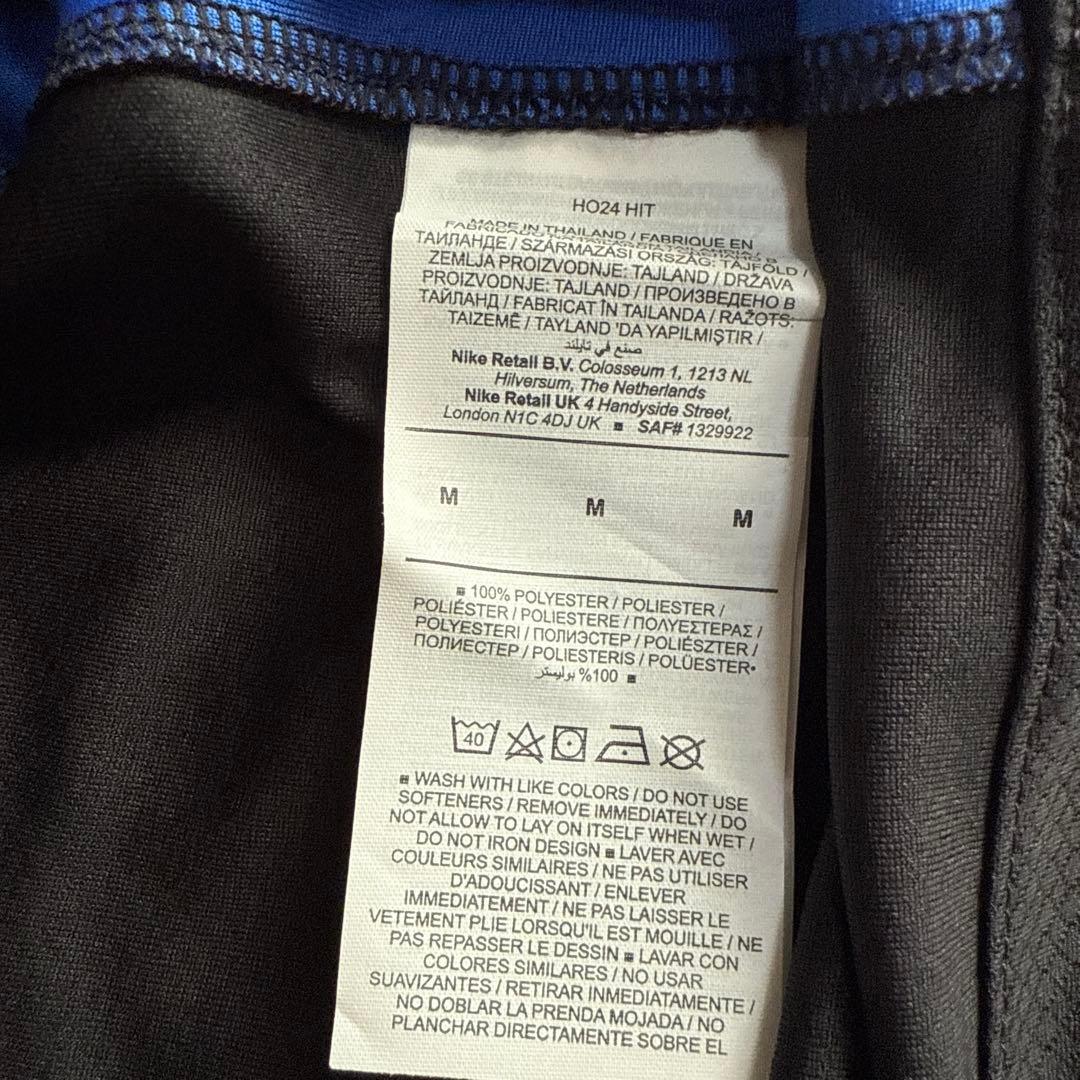 HO24 HIT
MADE IN THAILAND / FABRIQUE EN
ТАИЛАНДЕ / SZÁRMAZÁSI ORSZÁG: TAJFÖLD /
ZEMLJA PROIZVODNJE: TAJLAND / DRŽAVA
PROIZVODNJE: TAJLAND / ПРОИЗВЕДЕНО В
ТАЙЛАНД / FABRICAT ÎN TAILANDA / RAŽOTS:
TAIZEMĒ / TAYLAND 'DA YAPILMIŞTIR /
صنع في تايلند
Nike Retail B.V. Colosseum 1, 1213 NL
Hilversum, The Netherlands
Nike Retail UK 4 Handyside Street,
London N1C 4DJ UK ■ SAF# 1329922
M M M
■ 100% POLYESTER / POLIESTER /
POLIÉSTER / POLIESTERE / ΠΟΛΥΕΣΤΕΡΑΣ /
POLYESTERI / ПОЛИЭСТЕР / POLIÉSZTER /
ПОЛИЕСТЕР / POLIESTERIS / POLÜESTER•
100% بوليستر ■
40
■ WASH WITH LIKE COLORS / DO NOT USE
SOFTENERS / REMOVE IMMEDIATELY / DO
NOT ALLOW TO LAY ON ITSELF WHEN WET /
DO NOT IRON DESIGN ■ LAVER AVEC
COULEURS SIMILAIRES / NE PAS UTILISER
D'ADOUCISSANT / ENLEVER
IMMEDIATEMENT / NE PAS LAISSER LE
VETEMENT PLIE LORSQU'IL EST MOUILLE / NE
PAS REPASSER LE DESSIN ■ LAVAR CON
COLORES SIMILARES / NO USAR
SUAVIZANTES / RETIRAR INMEDIATAMENTE /
NO DOBLAR LA PRENDA MOJADA / NO
PLANCHAR DIRECTAMENTE SOBRE EL